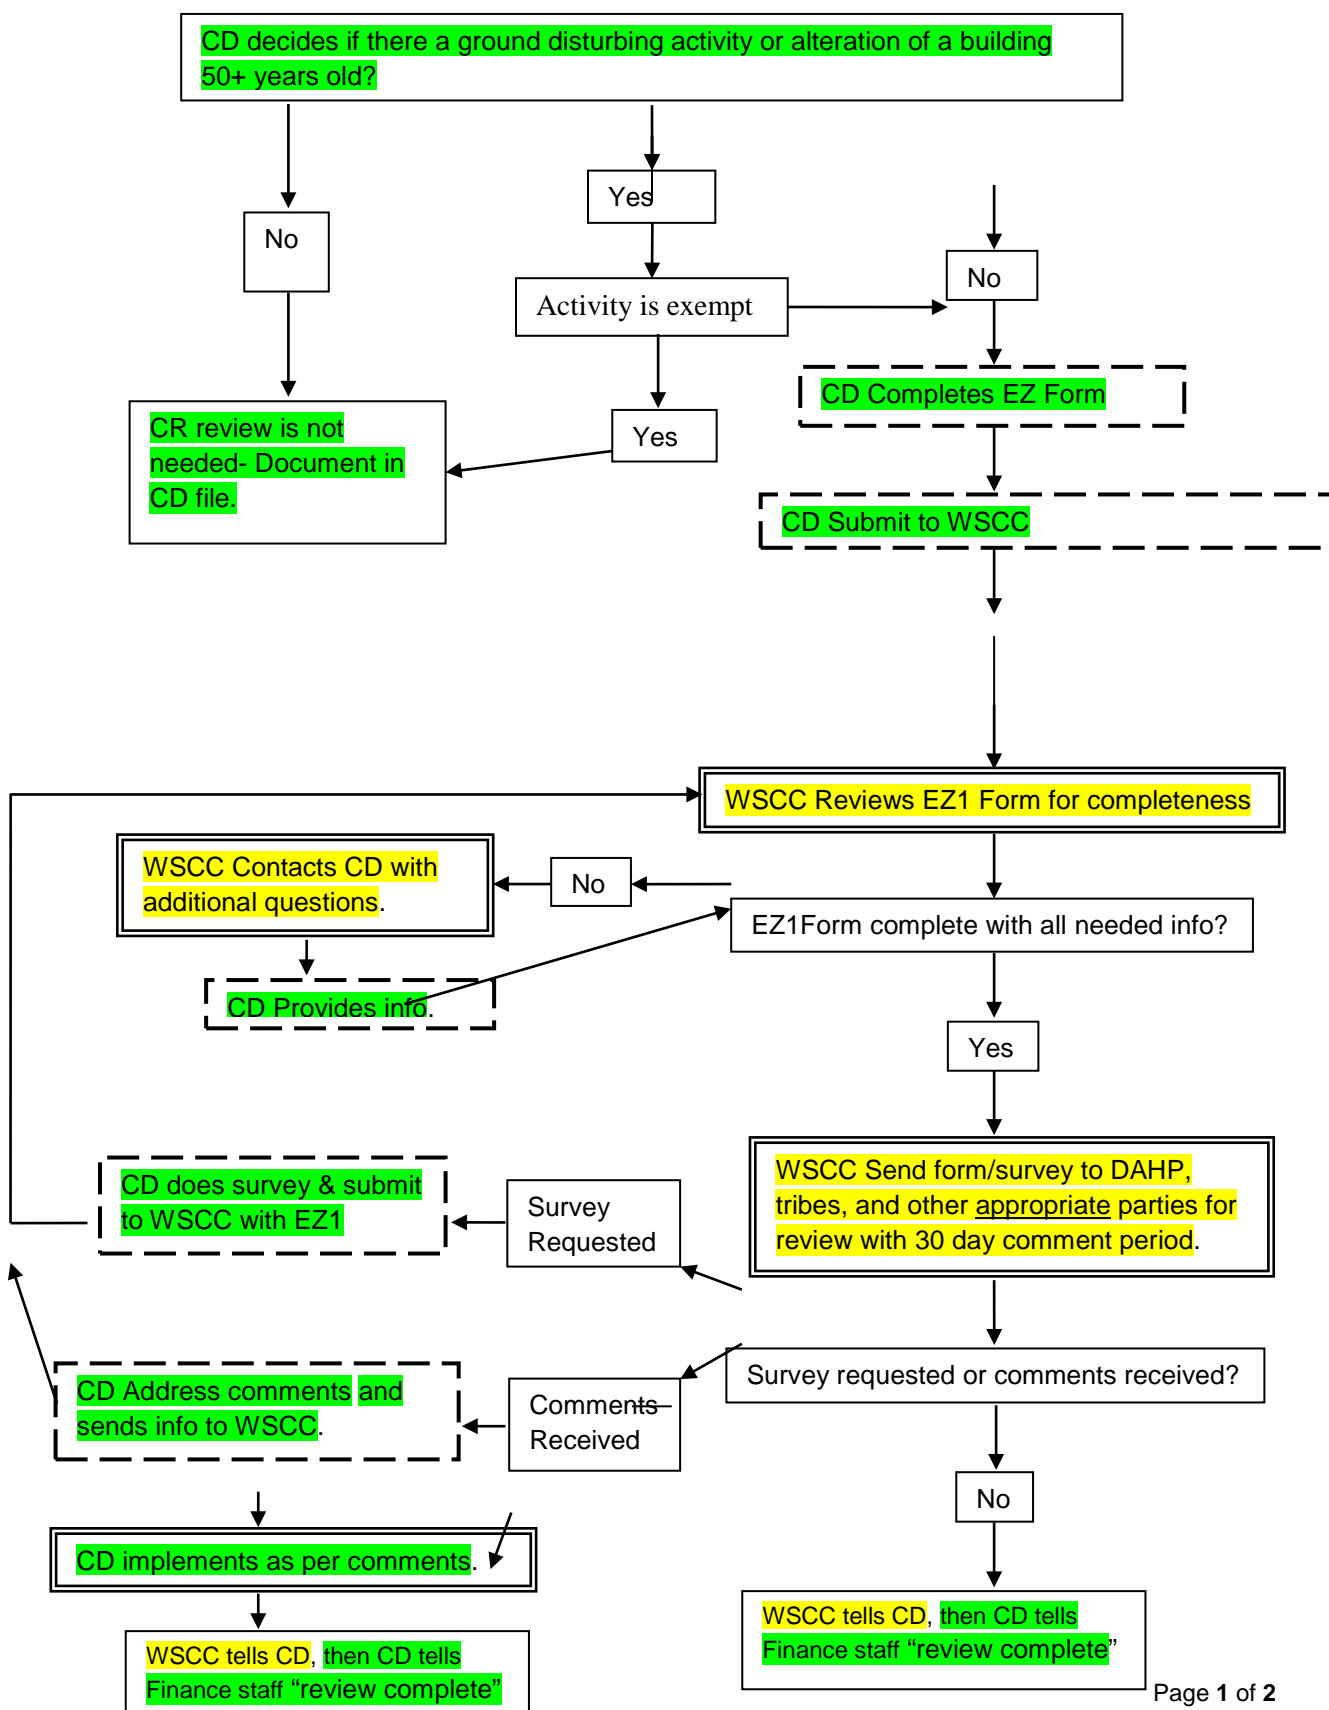 CD decides if there a ground disturbing activity or alteration of a building
50+ years old?
Yes
No
No
Activity is exempt
CD Completes EZ Form
CR review is not
needed- Document in
CD file.
Yes
CD Submit to WSCC
WSCC Reviews EZ1 Form for completeness
WSCC Contacts CD with
additional questions.
No
EZ1Form complete with all needed info?
CD Provides info.
Yes
WSCC Send form/survey to DAHP,
tribes, and other appropriate parties for
review with 30 day comment period.
CD does survey & submit
to WSCC with EZ1
Survey
Requested
Survey requested or comments received?
CD Address comments and
sends info to WSCC.
Comments
Received
No
CD implements as per comments.
WSCC tells CD, then CD tells
Finance staff “review complete”
WSCC tells CD, then CD tells
Finance staff “review complete”
Page 1 of 2